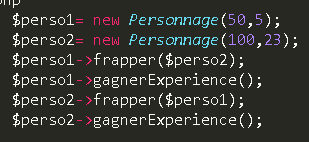 $perso1= new Personnage(50,5);
$perso2= new Personnage(100,23);
$perso1->frapper($perso2);
$perso1->gagnerExperience();
$perso2->frapper($perso1);
$perso2->gagnerExperience();